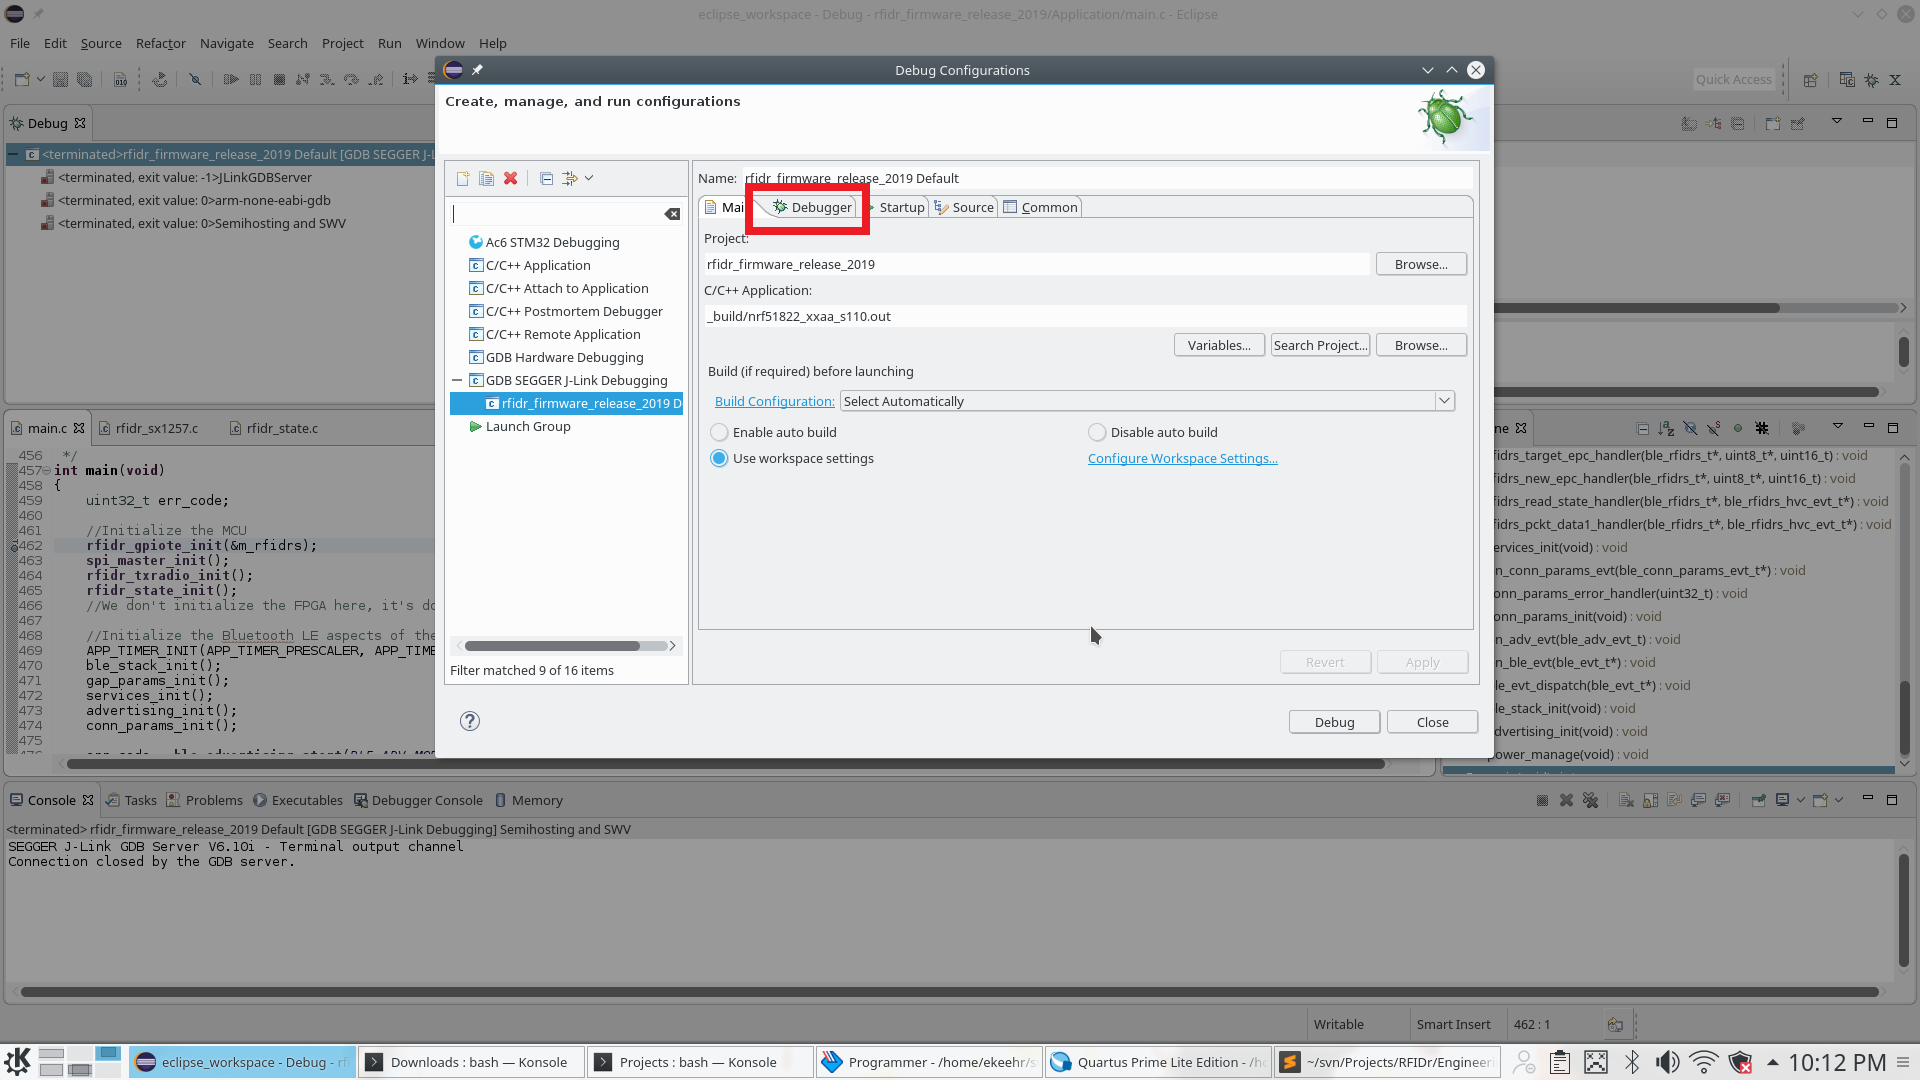 eclipse_workspace - Debug - rfidr_firmware_release_2019/Application/main.c - Eclipse
File Edit Source Refactor Navigate Search Project Run Window Help
Quick Access
Debug
<terminated>rfidr_firmware_release_2019 Default [GDB SEGGER J-L
<terminated, exit value: -1>JLinkGDBServer
<terminated, exit value: 0>arm-none-eabi-gdb
<terminated, exit value: 0>Semihosting and SWV
main.c rfidr_sx1257.c rfidr_state.c
456 */
457 int main(void)
458 {
459 uint32_t err_code;
460
461 //Initialize the MCU
462 rfidr_gpiote_init(&m_rfidrs);
463 spi_master_init();
464 rfidr_txradio_init();
465 rfidr_state_init();
466 //We don't initialize the FPGA here, it's do
467
468 //Initialize the Bluetooth LE aspects of the
469 APP_TIMER_INIT(APP_TIMER_PRESCALER, APP_TIME
470 ble_stack_init();
471 gap_params_init();
472 services_init();
473 advertising_init();
474 conn_params_init();
475
Debug Configurations
Create, manage, and run configurations
Ac6 STM32 Debugging
C/C++ Application
C/C++ Attach to Application
C/C++ Postmortem Debugger
C/C++ Remote Application
GDB Hardware Debugging
GDB SEGGER J-Link Debugging
rfidr_firmware_release_2019 D
Launch Group
Filter matched 9 of 16 items
Name: rfidr_firmware_release_2019 Default
Mai Debugger Startup Source Common
Project:
rfidr_firmware_release_2019
Browse...
C/C++ Application:
_build/nrf51822_xxaa_s110.out
Variables... Search Project... Browse...
Build (if required) before launching
Build Configuration: Select Automatically
Enable auto build Disable auto build
Use workspace settings Configure Workspace Settings...
Revert Apply
? Debug Close
ne
fidrs_target_epc_handler(ble_rfidrs_t*, uint8_t*, uint16_t) : void
fidrs_new_epc_handler(ble_rfidrs_t*, uint8_t*, uint16_t) : void
fidrs_read_state_handler(ble_rfidrs_t*, ble_rfidrs_hvc_evt_t*) : void
fidrs_pckt_data1_handler(ble_rfidrs_t*, ble_rfidrs_hvc_evt_t*) : void
ervices_init(void) : void
n_conn_params_evt(ble_conn_params_evt_t*) : void
onn_params_error_handler(uint32_t) : void
onn_params_init(void) : void
n_adv_evt(ble_adv_evt_t) : void
n_ble_evt(ble_evt_t*) : void
le_evt_dispatch(ble_evt_t*) : void
le_stack_init(void) : void
dvertising_init(void) : void
power_manage(void) : void
Console Tasks Problems Executables Debugger Console Memory
<terminated> rfidr_firmware_release_2019 Default [GDB SEGGER J-Link Debugging] Semihosting and SWV
SEGGER J-Link GDB Server V6.10i - Terminal output channel
Connection closed by the GDB server.
Writable Smart Insert 462 : 1
eclipse_workspace - Debug - rf Downloads : bash — Konsole Projects : bash — Konsole Programmer - /home/ekeehr/s Quartus Prime Lite Edition - /h ~/svn/Projects/RFIDr/Engineeri 10:12 PM